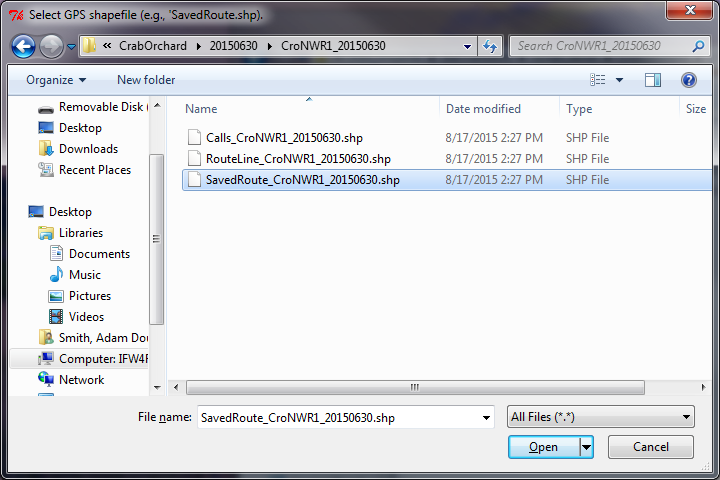 Select GPS shapefile (e.g., 'SavedRoute.shp).
« CrabOrchard 20150630 CroNWR1_20150630 Search CroNWR1_20150630
Organize New folder
Removable Disk (
Desktop
Downloads
Recent Places
Desktop
Libraries
Documents
Music
Pictures
Videos
Smith, Adam Dou
Computer: IFW4R
Network
Name Date modified Type Size
Calls_CroNWR1_20150630.shp 8/17/2015 2:27 PM SHP File
RouteLine_CroNWR1_20150630.shp 8/17/2015 2:27 PM SHP File
SavedRoute_CroNWR1_20150630.shp 8/17/2015 2:27 PM SHP File
File name: SavedRoute_CroNWR1_20150630.shp All Files (*.*)
Open Cancel